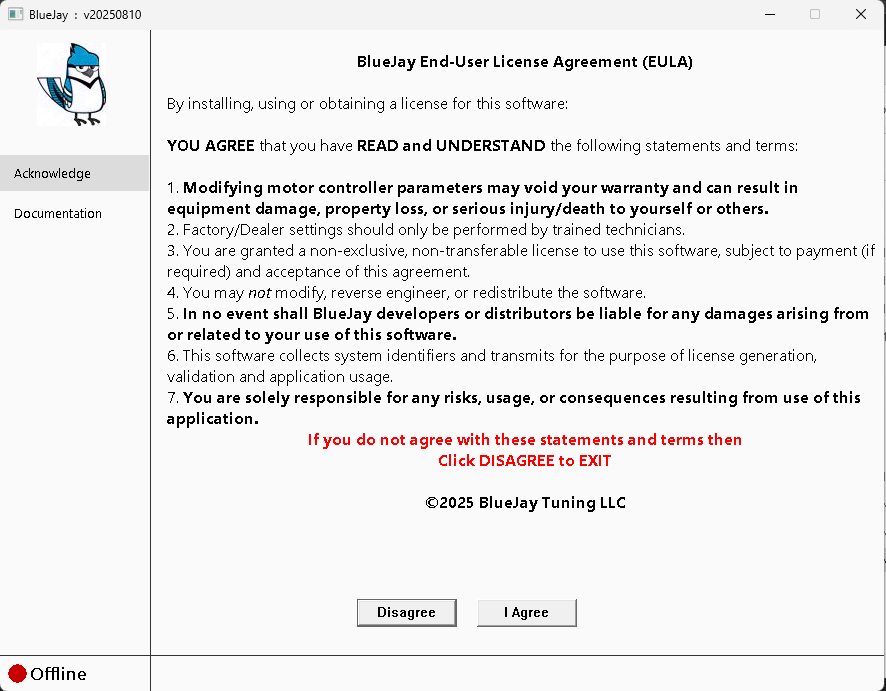 BlueJay : v20250810
BlueJay End-User License Agreement (EULA)
By installing, using or obtaining a license for this software:
YOU AGREE that you have READ and UNDERSTAND the following statements and terms:
Acknowledge
Documentation
1. Modifying motor controller parameters may void your warranty and can result in
equipment damage, property loss, or serious injury/death to yourself or others.
2. Factory/Dealer settings should only be performed by trained technicians.
3. You are granted a non-exclusive, non-transferable license to use this software, subject to payment (if
required) and acceptance of this agreement.
4. You may not modify, reverse engineer, or redistribute the software.
5. In no event shall BlueJay developers or distributors be liable for any damages arising from
or related to your use of this software.
6. This software collects system identifiers and transmits for the purpose of license generation,
validation and application usage.
7. You are solely responsible for any risks, usage, or consequences resulting from use of this
application.
If you do not agree with these statements and terms then
Click DISAGREE to EXIT
©2025 BlueJay Tuning LLC
Disagree
I Agree
Offline